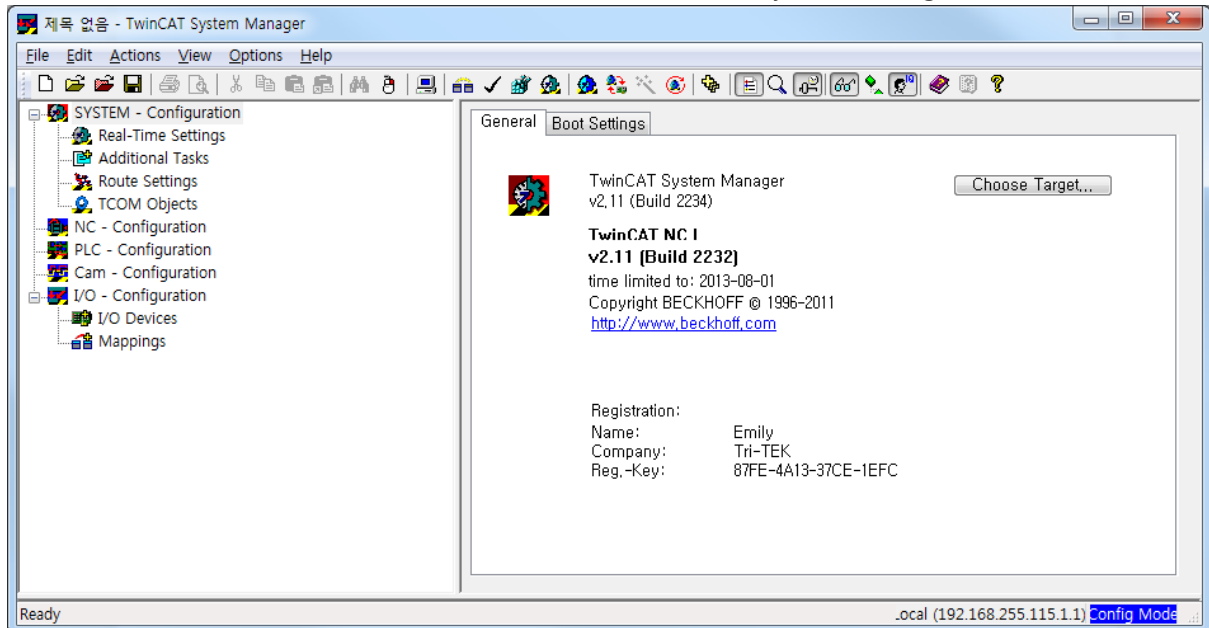 제목 없음 - TwinCAT System Manager
File Edit Actions View Options Help
SYSTEM - Configuration
Real-Time Settings
Additional Tasks
Route Settings
TCOM Objects
NC - Configuration
PLC - Configuration
Cam - Configuration
I/O - Configuration
I/O Devices
Mappings
General Boot Settings
TwinCAT System Manager
v2.11 (Build 2234)
Choose Target...
TwinCAT NC I
v2.11 (Build 2232)
time limited to: 2013-08-01
Copyright BECKHOFF © 1996-2011
http://www.beckhoff.com
Registration:
Name: Emily
Company: Tri-TEK
Reg.-Key: 87FE-4A13-37CE-1EFC
Ready
ocal (192.168.255.115.1.1) Config Mode